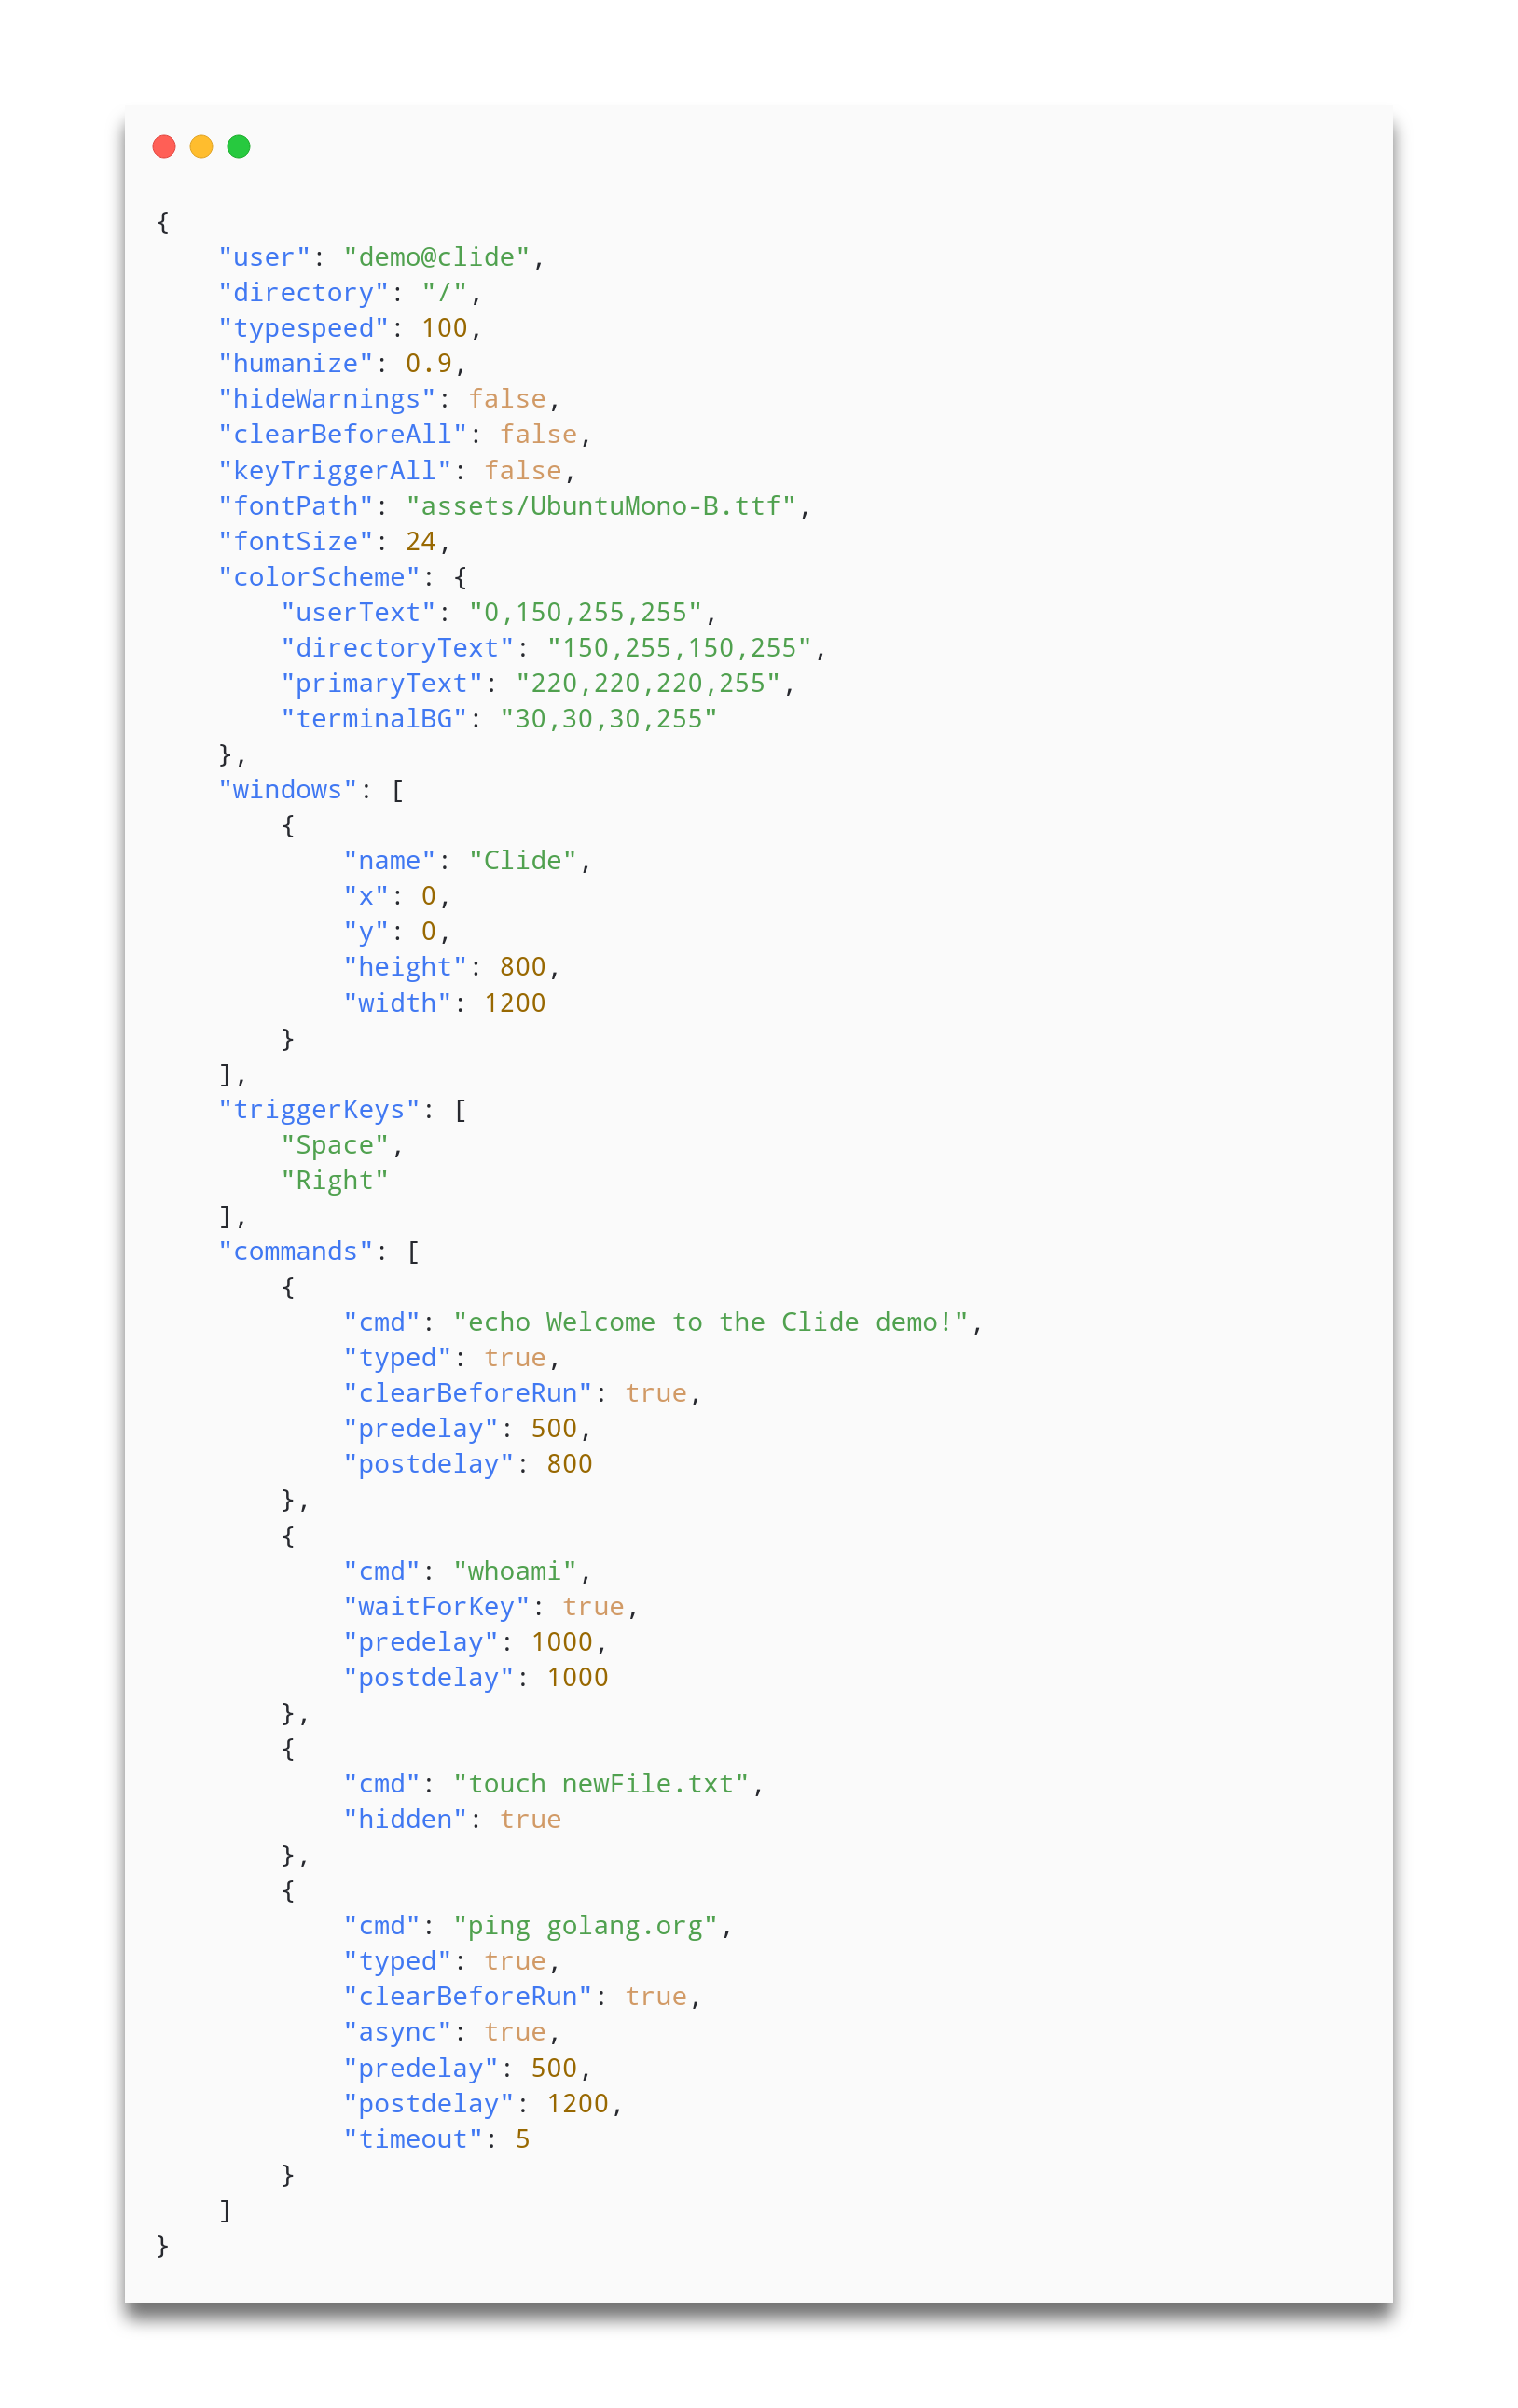 {
    "user": "demo@clide",
    "directory": "/",
    "typespeed": 100,
    "humanize": 0.9,
    "hideWarnings": false,
    "clearBeforeAll": false,
    "keyTriggerAll": false,
    "fontPath": "assets/UbuntuMono-B.ttf",
    "fontSize": 24,
    "colorScheme": {
        "userText": "0,150,255,255",
        "directoryText": "150,255,150,255",
        "primaryText": "220,220,220,255",
        "terminalBG": "30,30,30,255"
    },
    "windows": [
        {
            "name": "Clide",
            "x": 0,
            "y": 0,
            "height": 800,
            "width": 1200
        }
    ],
    "triggerKeys": [
        "Space",
        "Right"
    ],
    "commands": [
        {
            "cmd": "echo Welcome to the Clide demo!",
            "typed": true,
            "clearBeforeRun": true,
            "predelay": 500,
            "postdelay": 800
        },
        {
            "cmd": "whoami",
            "waitForKey": true,
            "predelay": 1000,
            "postdelay": 1000
        },
        {
            "cmd": "touch newFile.txt",
            "hidden": true
        },
        {
            "cmd": "ping golang.org",
            "typed": true,
            "clearBeforeRun": true,
            "async": true,
            "predelay": 500,
            "postdelay": 1200,
            "timeout": 5
        }
    ]
}